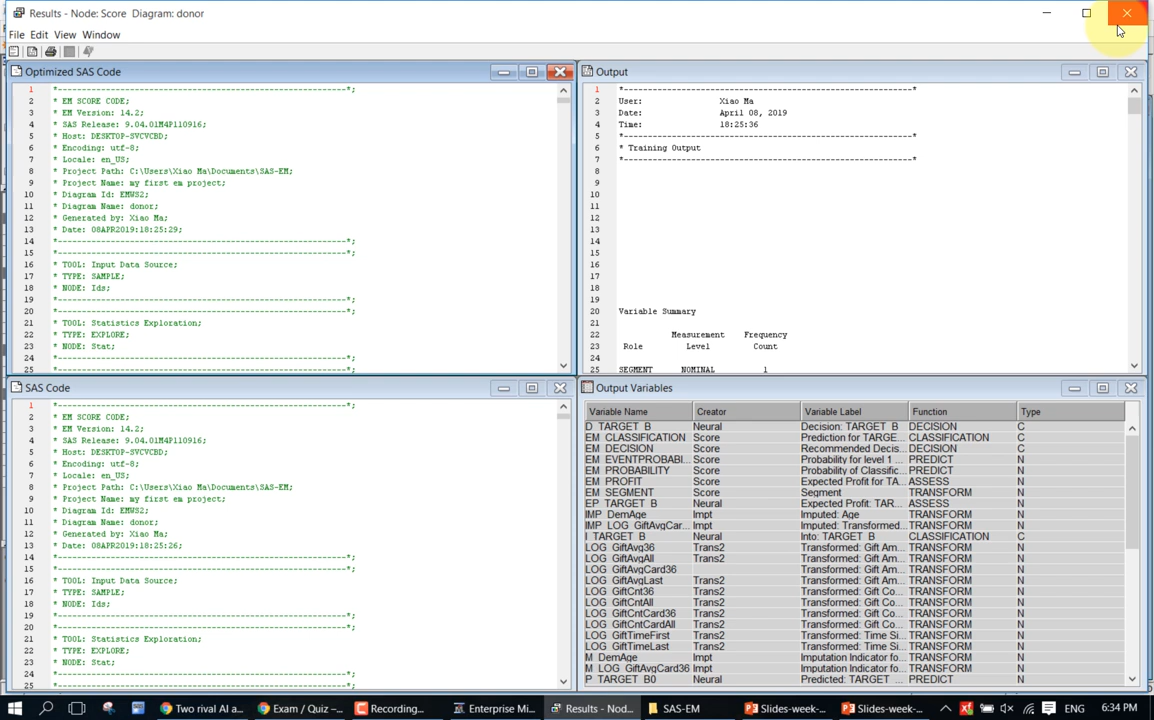 Results - Node: Score  Diagram: donor
File Edit View Window
Optimized SAS Code
1 *------------------------------------------------------------*;
2 * EM SCORE CODE;
3 * EM Version: 14.2;
4 * SAS Release: 9.04.01M4P110916;
5 * Host: DESKTOP-SVCVCBD;
6 * Encoding: utf-8;
7 * Locale: en_US;
8 * Project Path: C:\Users\Xiao Ma\Documents\SAS-EM;
9 * Project Name: my first em project;
10 * Diagram Id: EMWS2;
11 * Diagram Name: donor;
12 * Generated by: Xiao Ma;
13 * Date: 08APR2019:18:25:29;
14 *------------------------------------------------------------*;
15 *------------------------------------------------------------*;
16 * TOOL: Input Data Source;
17 * TYPE: SAMPLE;
18 * NODE: Ids;
19 *------------------------------------------------------------*;
20 *------------------------------------------------------------*;
21 * TOOL: Statistics Exploration;
22 * TYPE: EXPLORE;
23 * NODE: Stat;
24 *------------------------------------------------------------*;
25 *------------------------------------------------------------*;
Output
1 *------------------------------------------------------------*
2 User: Xiao Ma
3 Date: April 08, 2019
4 Time: 18:25:36
5 *------------------------------------------------------------*
6 * Training Output
7 *------------------------------------------------------------*
8
9
10
11
12
13
14
15
16
17
18
19
20 Variable Summary
21
22 Measurement Frequency
23 Role Level Count
24
25 SEGMENT NOMINAL 1
SAS Code
1 *------------------------------------------------------------*;
2 * EM SCORE CODE;
3 * EM Version: 14.2;
4 * SAS Release: 9.04.01M4P110916;
5 * Host: DESKTOP-SVCVCBD;
6 * Encoding: utf-8;
7 * Locale: en_US;
8 * Project Path: C:\Users\Xiao Ma\Documents\SAS-EM;
9 * Project Name: my first em project;
10 * Diagram Id: EMWS2;
11 * Diagram Name: donor;
12 * Generated by: Xiao Ma;
13 * Date: 08APR2019:18:25:26;
14 *------------------------------------------------------------*;
15 *------------------------------------------------------------*;
16 * TOOL: Input Data Source;
17 * TYPE: SAMPLE;
18 * NODE: Ids;
19 *------------------------------------------------------------*;
20 *------------------------------------------------------------*;
21 * TOOL: Statistics Exploration;
22 * TYPE: EXPLORE;
23 * NODE: Stat;
24 *------------------------------------------------------------*;
25 *------------------------------------------------------------*;
Output Variables
Variable Name Creator Variable Label Function Type
D_TARGET_B Neural Decision: TARGET_B DECISION C
EM_CLASSIFICATION Score Prediction for TARGE... CLASSIFICATION C
EM_DECISION Score Recommended Decis... DECISION C
EM_EVENTPROBABI... Score Probability for level 1 ... PREDICT N
EM_PROBABILITY Score Probability of Classific... PREDICT N
EM_PROFIT Score Expected Profit for TA... ASSESS N
EM_SEGMENT Score Segment TRANSFORM N
EP_TARGET_B Neural Expected Profit: TAR... ASSESS N
IMP_DemAge Impt Imputed: Age TRANSFORM N
IMP_LOG_GiftAvgCar... Impt Imputed: Transformed... TRANSFORM N
I_TARGET_B Neural Into: TARGET_B CLASSIFICATION C
LOG_GiftAvg36 Trans2 Transformed: Gift Am... TRANSFORM N
LOG_GiftAvgAll Trans2 Transformed: Gift Am... TRANSFORM N
LOG_GiftAvgCard36 Transformed: Gift Am... TRANSFORM N
LOG_GiftAvgLast Trans2 Transformed: Gift Am... TRANSFORM N
LOG_GiftCnt36 Trans2 Transformed: Gift Co... TRANSFORM N
LOG_GiftCntAll Trans2 Transformed: Gift Co... TRANSFORM N
LOG_GiftCntCard36 Trans2 Transformed: Gift Co... TRANSFORM N
LOG_GiftCntCardAll Trans2 Transformed: Gift Co... TRANSFORM N
LOG_GiftTimeFirst Trans2 Transformed: Time Si... TRANSFORM N
LOG_GiftTimeLast Trans2 Transformed: Time Si... TRANSFORM N
M_DemAge Impt Imputation Indicator fo... TRANSFORM N
M_LOG_GiftAvgCard36 Impt Imputation Indicator fo... TRANSFORM N
P_TARGET_B0 Neural Predicted: TARGET_... PREDICT N
Two rival AI a... Exam / Quiz –... Recording... Enterprise Mi... Results - Nod... SAS-EM Slides-week-... Slides-week-... ENG 6:34 PM